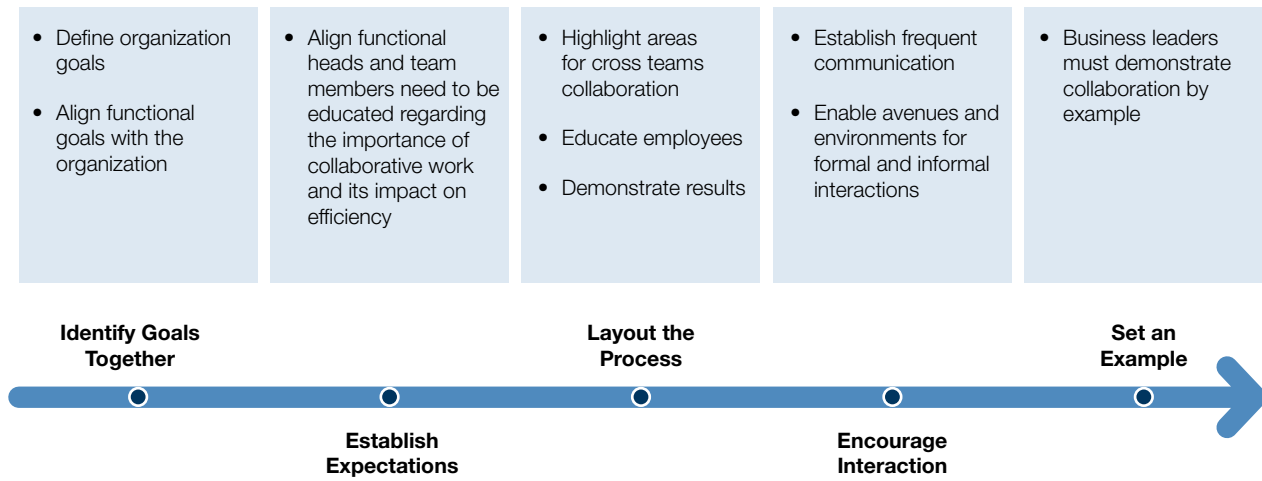 • Define organization
goals
• Align functional
goals with the
organization
• Align functional
heads and team
members need to be
educated regarding
the importance of
collaborative work
and its impact on
efficiency
• Highlight areas
for cross teams
collaboration
• Educate employees
• Demonstrate results
• Establish frequent
communication
• Enable avenues and
environments for
formal and informal
interactions
• Business leaders
must demonstrate
collaboration by
example
Identify Goals
Together
Establish
Expectations
Layout the
Process
Encourage
Interaction
Set an
Example